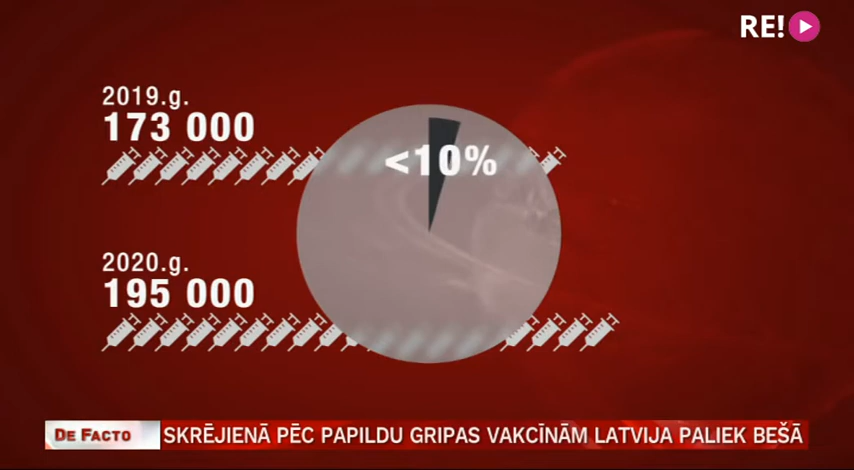 RE!
2019.g.
173 000
<10%
2020.g.
195 000
DE FACTO
SKRĒJIENĀ PĒC PAPILDU GRIPAS VAKCĪNĀM LATVIJA PALIEK BEŠĀ